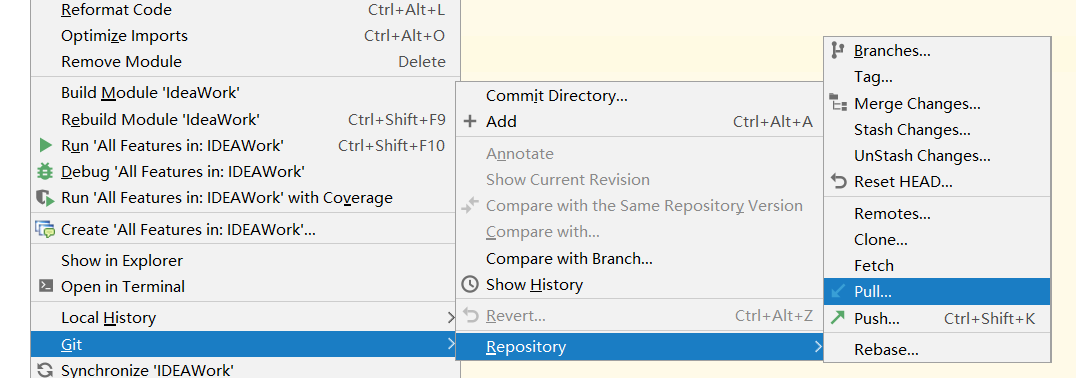 Reformat Code Ctrl+Alt+L
Optimize Imports Ctrl+Alt+O
Remove Module Delete
Build Module 'IdeaWork'
Rebuild Module 'IdeaWork' Ctrl+Shift+F9
Run 'All Features in: IDEAWork' Ctrl+Shift+F10
Debug 'All Features in: IDEAWork'
Run 'All Features in: IDEAWork' with Coverage
Create 'All Features in: IDEAWork'...
Show in Explorer
Open in Terminal
Local History
Git
Synchronize 'IDEAWork'
Commit Directory...
Add Ctrl+Alt+A
Annotate
Show Current Revision
Compare with the Same Repository Version
Compare with...
Compare with Branch...
Show History
Revert... Ctrl+Alt+Z
Repository
Branches...
Tag...
Merge Changes...
Stash Changes...
UnStash Changes...
Reset HEAD...
Remotes...
Clone...
Fetch
Pull...
Push... Ctrl+Shift+K
Rebase...